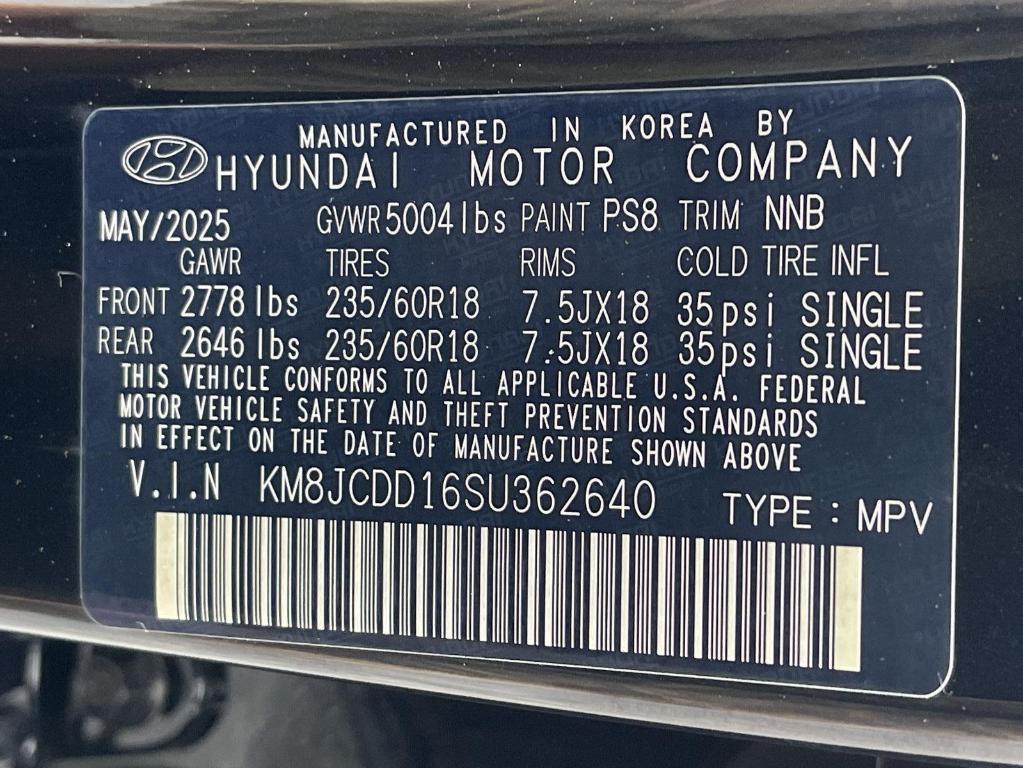 MANUFACTURED IN KOREA BY
HYUNDAI MOTOR COMPANY
MAY/2025 GVWR 5004 lbs PAINT PS8 TRIM NNB
GAWR TIRES RIMS COLD TIRE INFL
FRONT 2778 lbs 235/60R18 7.5JX18 35psi SINGLE
REAR 2646 lbs 235/60R18 7.5JX18 35psi SINGLE
THIS VEHICLE CONFORMS TO ALL APPLICABLE U.S.A. FEDERAL
MOTOR VEHICLE SAFETY AND THEFT PREVENTION STANDARDS
IN EFFECT ON THE DATE OF MANUFACTURE SHOWN ABOVE
V.I.N KM8JCDD16SU362640 TYPE : MPV